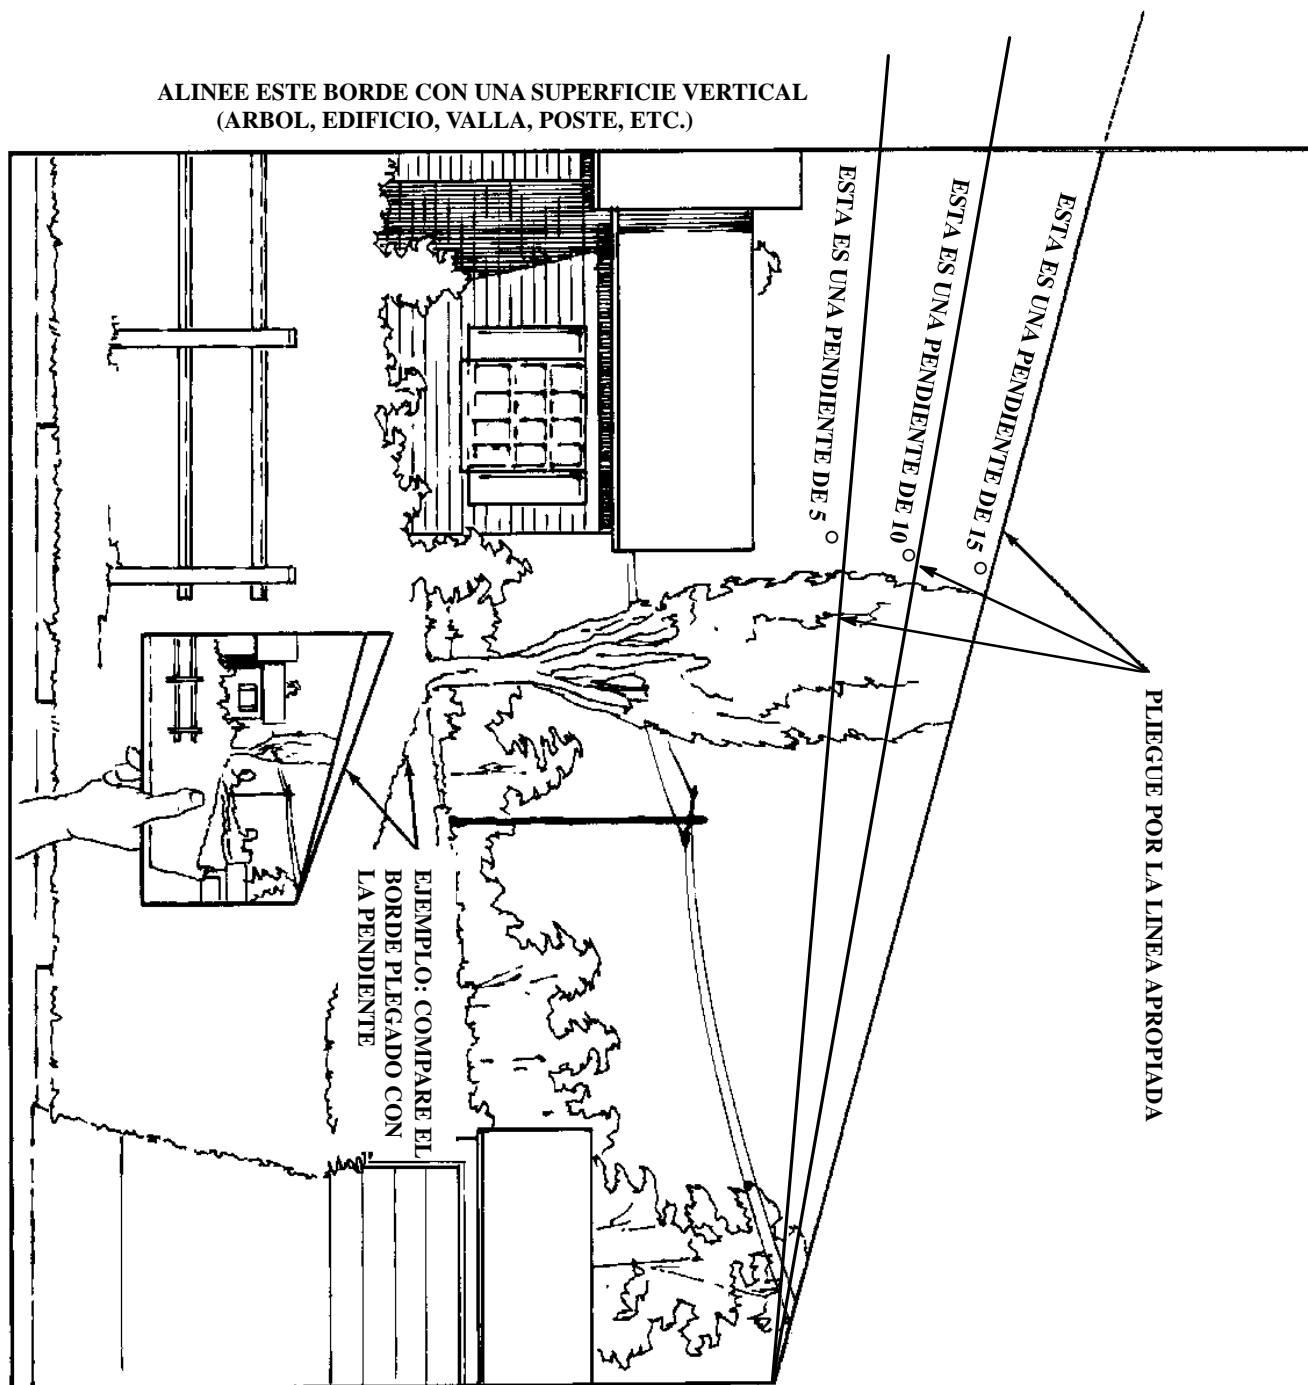 ALINEE ESTE BORDE CON UNA SUPERFICIE VERTICAL
(ARBOL, EDIFICIO, VALLA, POSTE, ETC.)
ESTA ES UNA PENDIENTE DE 5 °
ESTA ES UNA PENDIENTE DE 10 °
ESTA ES UNA PENDIENTE DE 15 °
PLIEGUE POR LA LINEA APROPIADA
EJEMPLO: COMPARE EL
BORDE PLEGADO CON
LA PENDIENTE